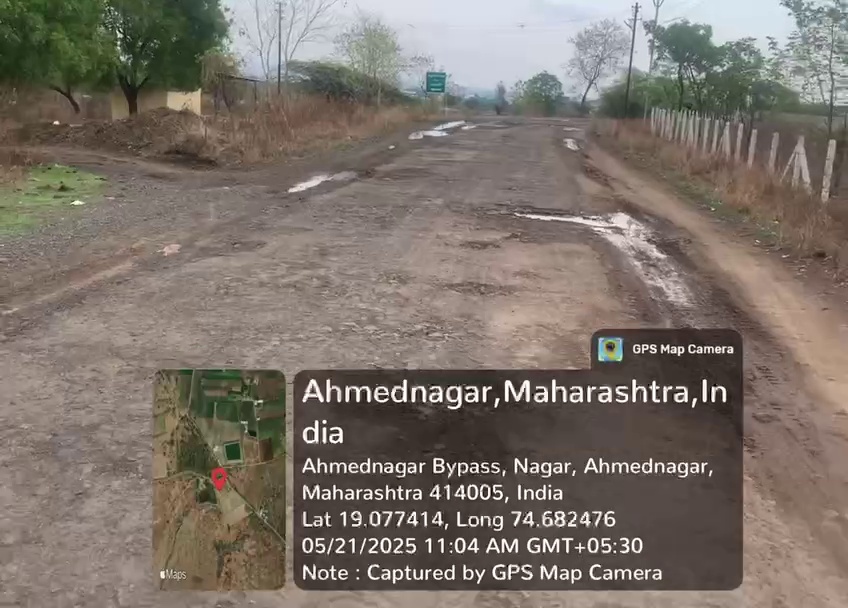 GPS Map Camera
Ahmednagar,Maharashtra,In
dia
Ahmednagar Bypass, Nagar, Ahmednagar,
Maharashtra 414005, India
Lat 19.077414, Long 74.682476
05/21/2025 11:04 AM GMT+05:30
Note : Captured by GPS Map Camera
Maps